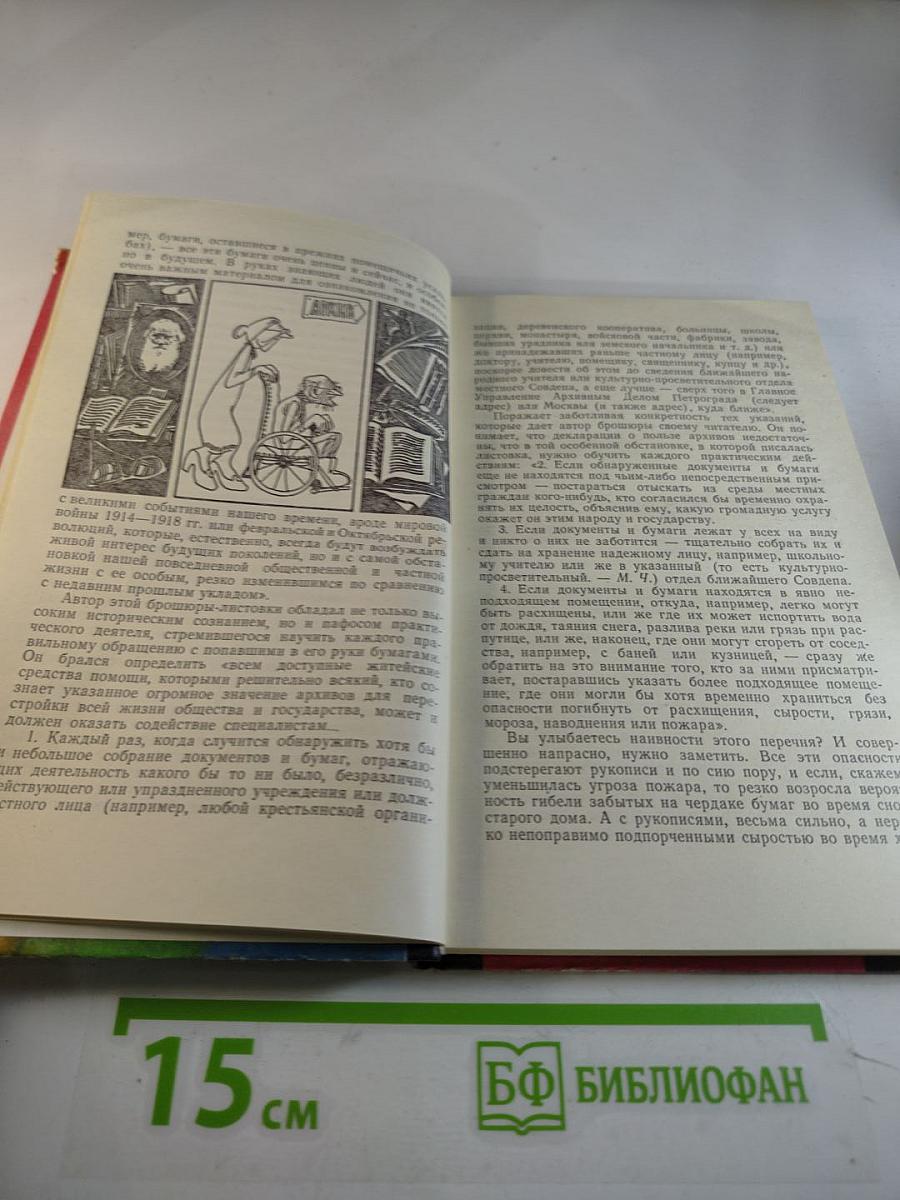 мер, бумаги, оставшиеся в прежних помещичьих усадь-
бах), — все эти бумаги очень ценны и сейчас, и особен-
но в будущем. В руках знающих людей они явятся
очень важным материалом для ознакомления не только
АРХИВ
с великими событиями нашего времени, вроде мировой
войны 1914—1918 гг. или февральской и Октябрьской ре-
волюций, которые, естественно, всегда будут возбуждать
живой интерес будущих поколений, но и с самой обста-
новкой нашей повседневной общественной и частной
жизни с ее особым, резко изменившимся по сравнению
с недавним прошлым укладом».
Автор этой брошюры-листовки обладал не только вы-
соким историческим сознанием, но и пафосом практи-
ческого деятеля, стремившегося научить каждого пра-
вильному обращению с попавшими в его руки бумагами.
Он брался определить «всем доступные житейские
средства помощи, которыми решительно всякий, кто со-
знает указанное огромное значение архивов для пере-
стройки всей жизни общества и государства, может и
должен оказать содействие специалистам...
1. Каждый раз, когда случится обнаружить хотя бы
и небольшое собрание документов и бумаг, отражаю-
щих деятельность какого бы то ни было, безразлично,
действующего или упраздненного учреждения или долж-
стного лица (например, любой крестьянской органи-
зации, деревенского кооператива, больницы, школы,
церкви, монастыря, войсковой части, фабрики, завода,
бывших урядника или земского начальника и т. д.) или
же принадлежавших раньше частному лицу (например,
доктору, учителю, помещику, священнику, купцу и др.),
поскорее довести об этом до сведения ближайшего на-
родного учителя или культурно-просветительного отдела
местного Совдепа, а еще лучше — сверх того в Главное
Управление Архивным Делом Петрограда (следует
адрес) или Москвы (и также адрес), куда ближе».
Поражает заботливая конкретность тех указаний,
которые дает автор брошюры своему читателю. Он по-
нимает, что декларации о пользе архивов недостаточ-
ны, что в той особенной обстановке, в которой писалась
листовка, нужно обучить каждого практическим дей-
ствиям: «2. Если обнаруженные документы и бумаги
еще не находятся под чьим-либо непосредственным при-
смотром — постараться отыскать из среды местных
граждан кого-нибудь, кто согласился бы временно охра-
нять их целость, объяснив ему, какую громадную услугу
окажет он этим народу и государству.
3. Если документы и бумаги лежат у всех на виду
и никто о них не заботится — тщательно собрать их и
сдать на хранение надежному лицу, например, школьно-
му учителю или же в указанный (то есть культурно-
просветительный. — М. Ч.) отдел ближайшего Совдепа.
4. Если документы и бумаги находятся в явно не-
подходящем помещении, откуда, например, легко могут
быть расхищены, или же где их может испортить вода
от дождя, таяния снега, разлива реки или грязь при рас-
путице, или же, наконец, где они могут сгореть от сосед-
ства, например, с баней или кузницей, — сразу же
обратить на это внимание того, кто за ними присматри-
вает, постаравшись указать более подходящее помеще-
ние, где они могли бы хотя временно храниться без
опасности погибнуть от расхищения, сырости, грязи,
мороза, наводнения или пожара».
Вы улыбаетесь наивности этого перечня? И совер-
шенно напрасно, нужно заметить. Все эти опасности
подстерегают рукописи и по сию пору, и если, скажем
уменьшилась угроза пожара, то резко возросла вероят
ность гибели забытых на чердаке бумаг во время сно
старого дома. А с рукописями, весьма сильно, а нер
ко непоправимо подпорченными сыростью во время х
15 см
БФ БИБЛИОФАН